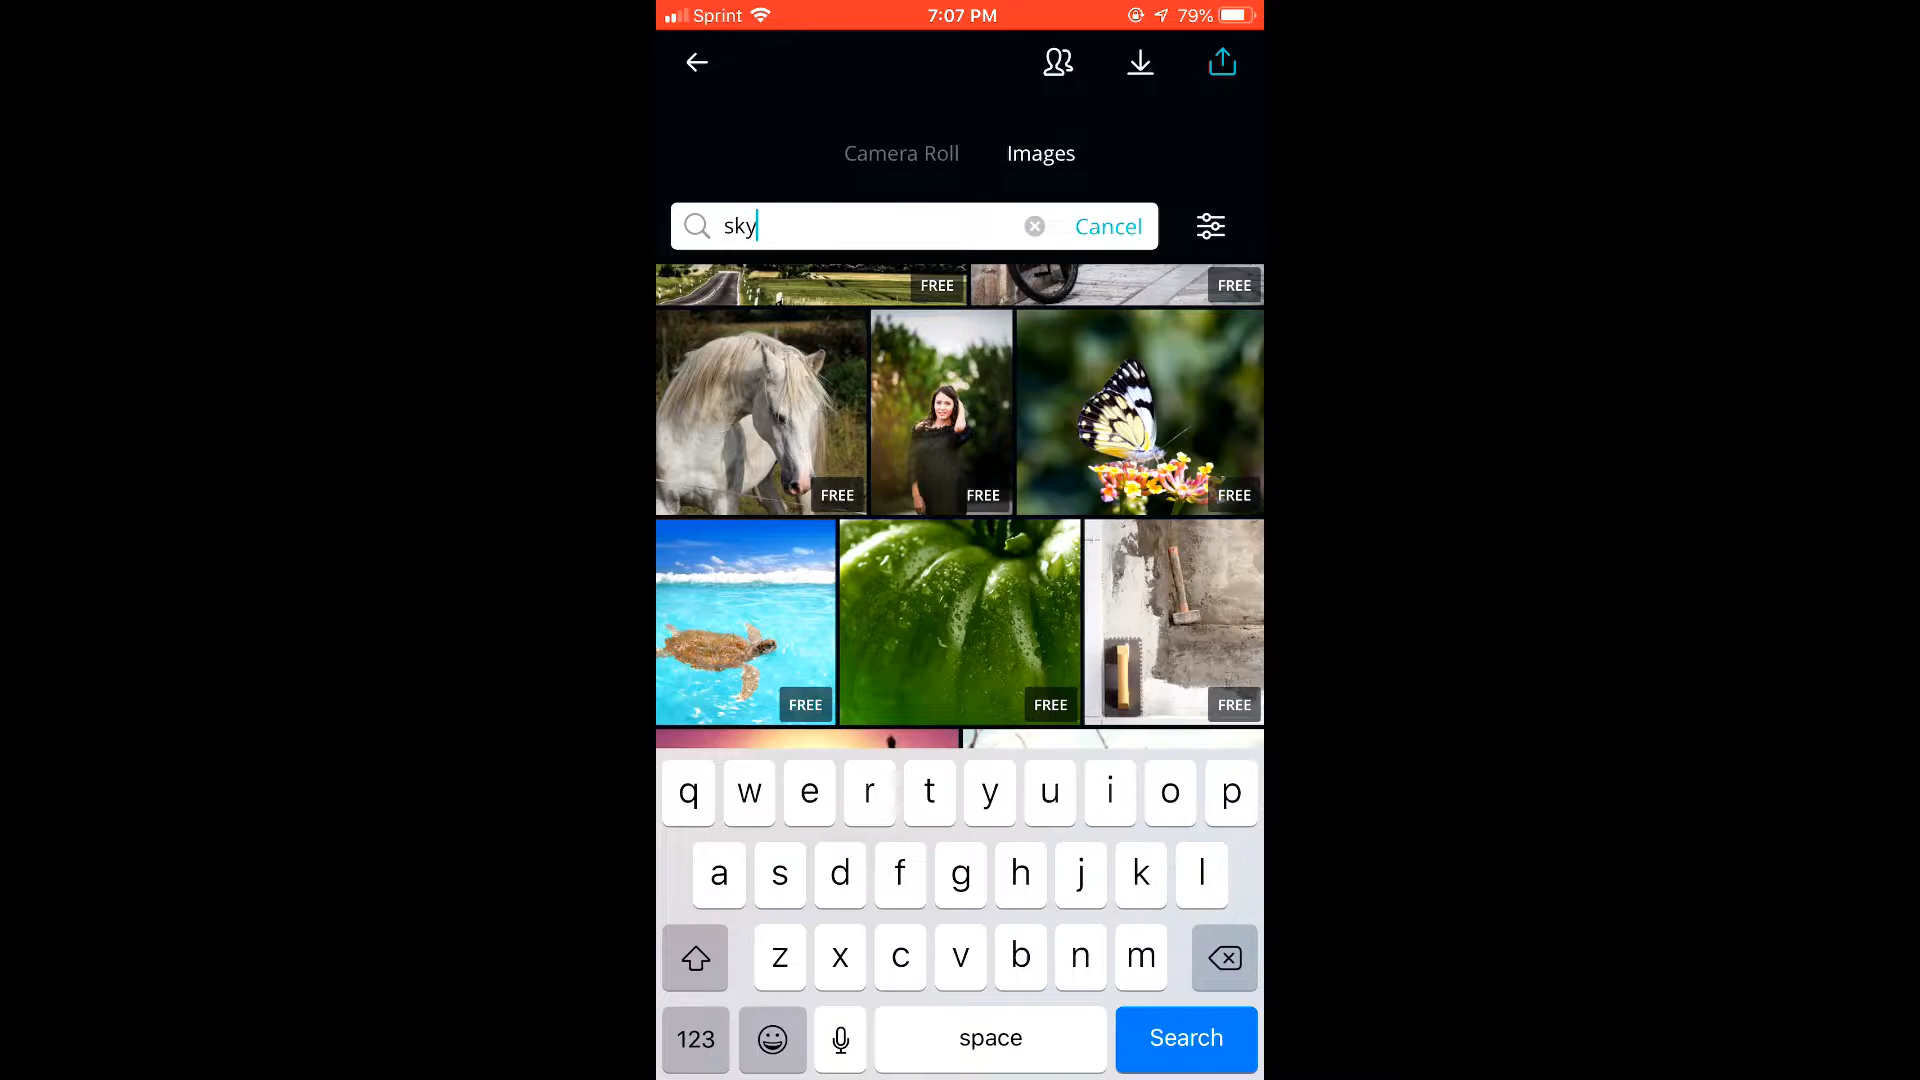 Sprint 7:07 PM 79%
Camera Roll Images
sky Cancel
FREE FREE
FREE FREE FREE
FREE FREE FREE
q w e r t y u i o p
a s d f g h j k l
z x c v b n m
123 space Search